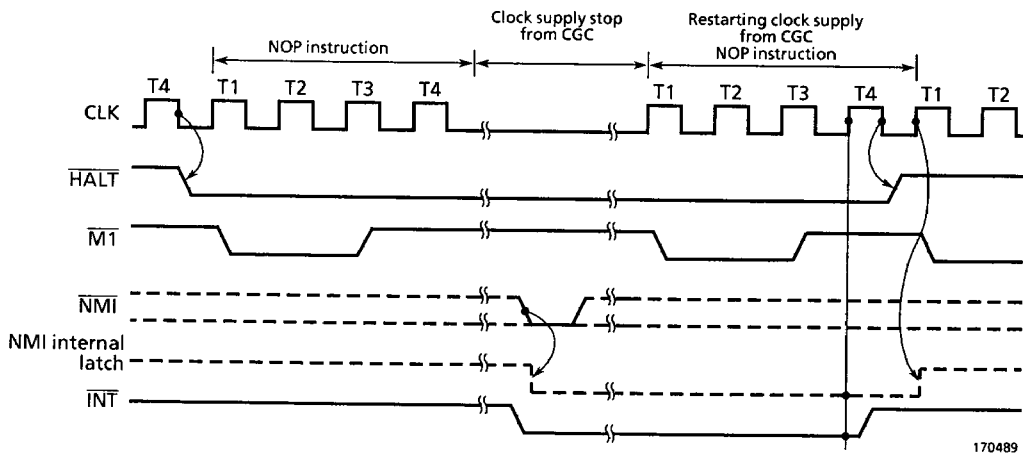 Clock supply stop
from CGC
Restarting clock supply
from CGC
NOP instruction
NOP instruction
T4 T1 T2 T3 T4 T1 T2 T3 T4 T1 T2
CLK
HALT
M1
NMI
NMI internal
latch
INT
170489